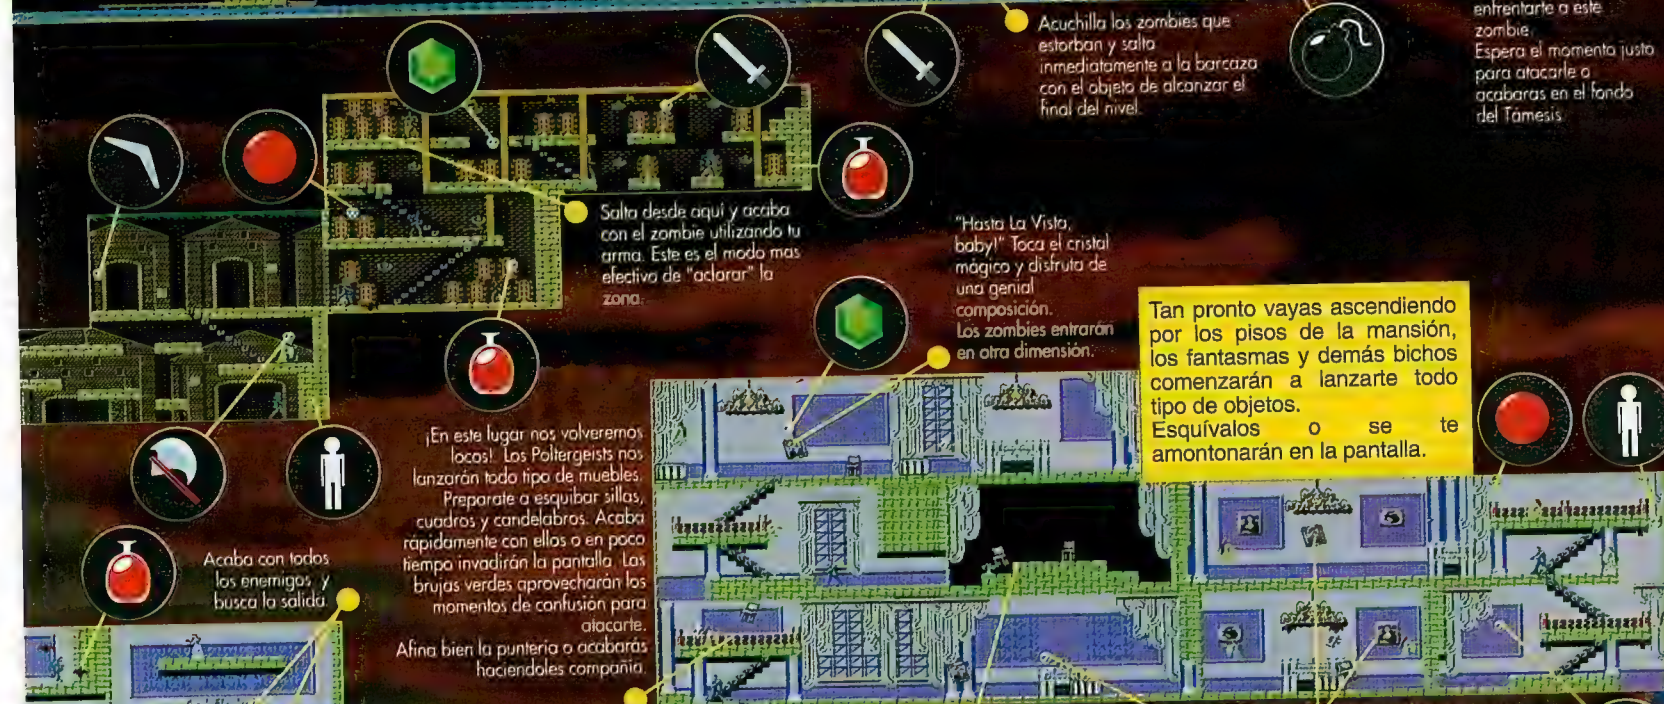 Acuchilla los zombies que
estorban y salta
inmediatamente a la barcaza
con el objeto de alcanzar el
final del nivel.
enfrentarte a este
zombie.
Espera el momento justo
para atacarle o
acabaras en el fondo
del Támesis
Salta desde aquí y acaba
con el zombie utilizando tu
arma. Este es el modo mas
efectivo de "aclarar" la
zona.
"Hasta La Vista,
baby!" Toca el cristal
mágico y disfruta de
una genial
composición.
Los zombies entrarán
en otra dimensión.
Tan pronto vayas ascendiendo
por los pisos de la mansión,
los fantasmas y demás bichos
comenzarán a lanzarte todo
tipo de objetos.
Esquívalos o se te
amontonarán en la pantalla.
¡En este lugar nos volveremos
locos! Los Poltergeists nos
lanzarán todo tipo de muebles.
Preparate a esquibar sillas,
cuadros y candelabros. Acaba
rápidamente con ellos o en poco
tiempo invadirán la pantalla. Las
brujas verdes aprovecharán los
momentos de confusión para
atacarte.
Afina bien la puntería o acabarás
haciendoles compañia.
Acaba con todos
los enemigos y
busca la salida.